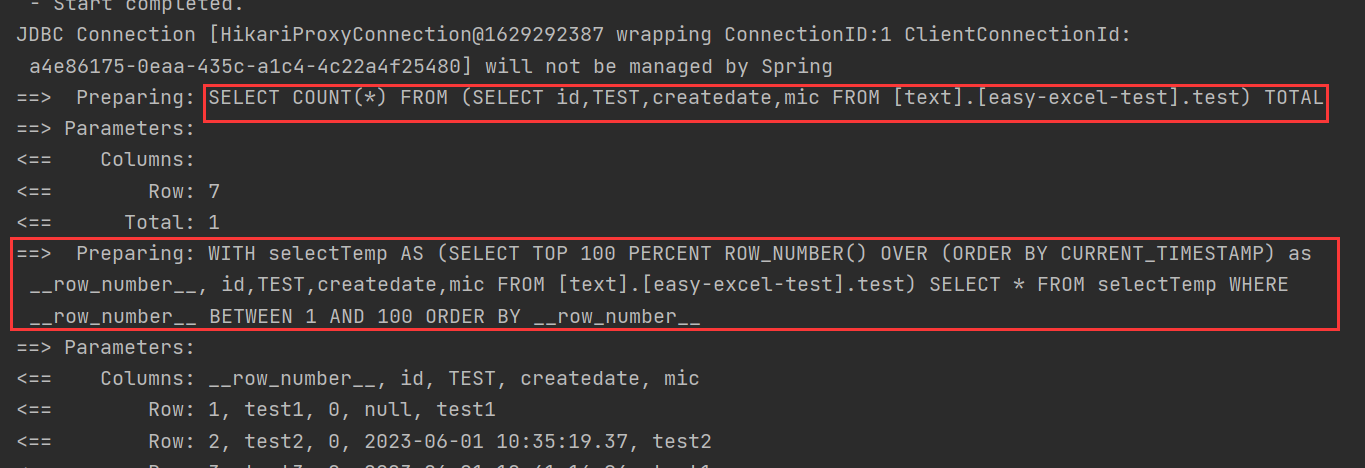 - Start completed.
JDBC Connection [HikariProxyConnection@1629292387 wrapping ConnectionID:1 ClientConnectionId:
a4e86175-0eaa-435c-a1c4-4c22a4f25480] will not be managed by Spring
==>  Preparing: SELECT COUNT(*) FROM (SELECT id,TEST,createdate,mic FROM [text].[easy-excel-test].test) TOTAL
==> Parameters:
<==    Columns:
<==        Row: 7
<==      Total: 1
==>  Preparing: WITH selectTemp AS (SELECT TOP 100 PERCENT ROW_NUMBER() OVER (ORDER BY CURRENT_TIMESTAMP) as
__row_number__, id,TEST,createdate,mic FROM [text].[easy-excel-test].test) SELECT * FROM selectTemp WHERE
__row_number__ BETWEEN 1 AND 100 ORDER BY __row_number__
==> Parameters:
<==    Columns: __row_number__, id, TEST, createdate, mic
<==        Row: 1, test1, 0, null, test1
<==        Row: 2, test2, 0, 2023-06-01 10:35:19.37, test2